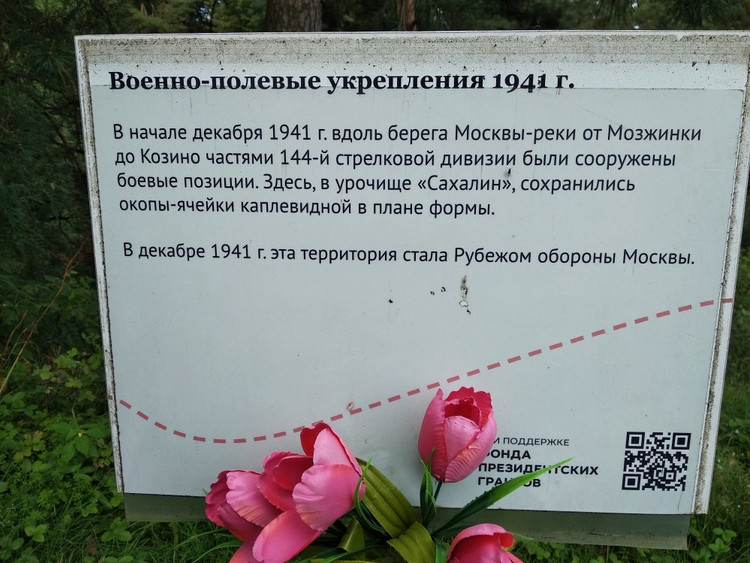 Военно-полевые укрепления 1941 г.
В начале декабря 1941 г. вдоль берега Москвы-реки от Мозжинки
до Козино частями 144-й стрелковой дивизии были сооружены
боевые позиции. Здесь, в урочище «Сахалин», сохранились
окопы-ячейки каплевидной в плане формы.
В декабре 1941 г. эта территория стала Рубежом обороны Москвы.
И ПОДДЕРЖКЕ
ОНДА
ПРЕЗИДЕНТСКИХ